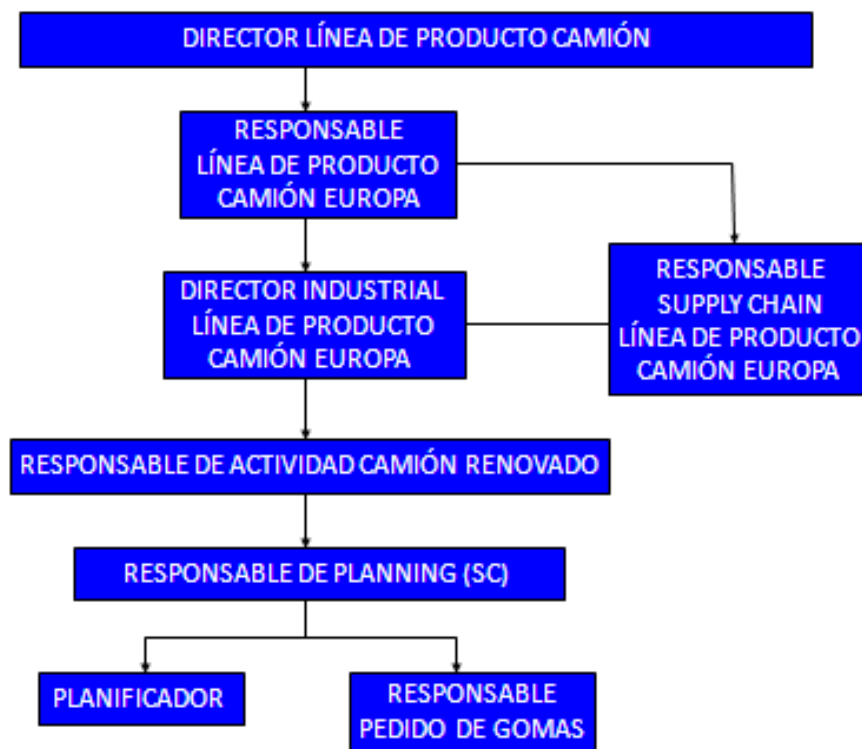 DIRECTOR LÍNEA DE PRODUCTO CAMIÓN
RESPONSABLE
LÍNEA DE PRODUCTO
CAMIÓN EUROPA
RESPONSABLE
SUPPLY CHAIN
LÍNEA DE PRODUCTO
CAMIÓN EUROPA
DIRECTOR INDUSTRIAL
LÍNEA DE PRODUCTO
CAMIÓN EUROPA
RESPONSABLE DE ACTIVIDAD CAMIÓN RENOVADO
RESPONSABLE DE PLANNING (SC)
PLANIFICADOR
RESPONSABLE
PEDIDO DE GOMAS